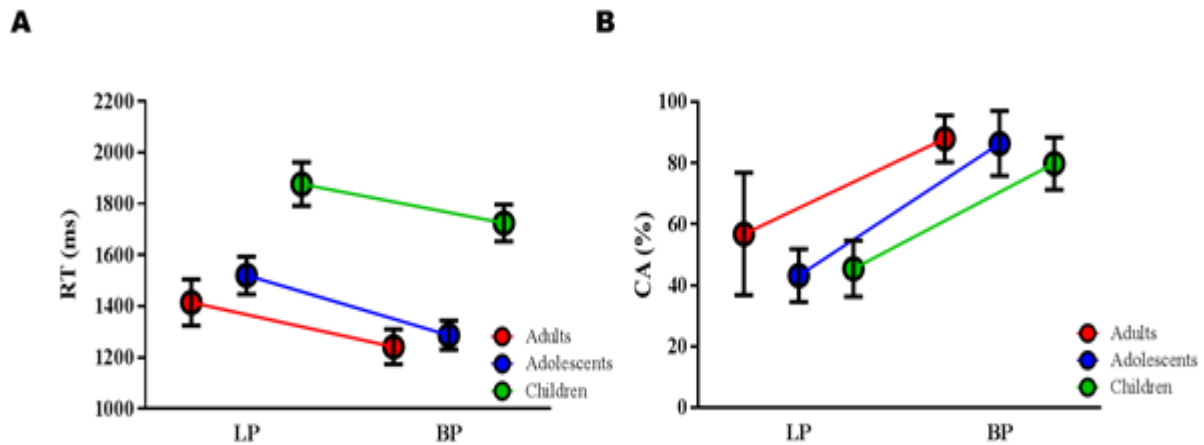 A
B
RT (ms)
2200
2000
1800
1600
1400
1200
1000
LP
BP
Adults
Adolescents
Children
CA (%)
100
80
60
40
20
0
LP
BP
Adults
Adolescents
Children